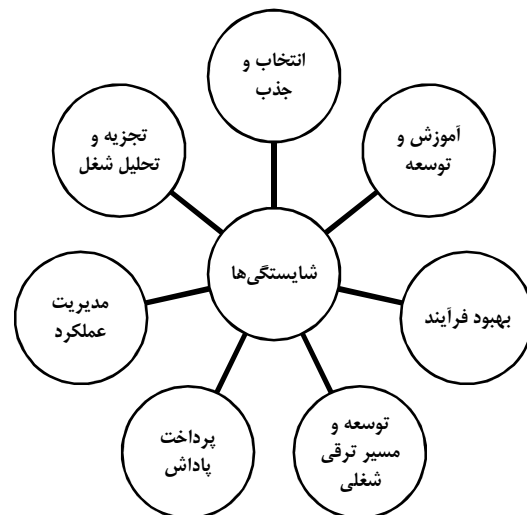 انتخاب و
جذب
آموزش و
توسعه
تجزیه و
تحلیل شغل
شایستگی‌ها
مدیریت
عملکرد
بهبود فرآیند
پرداخت
پاداش
توسعه و
مسیر ترقی
شغلی